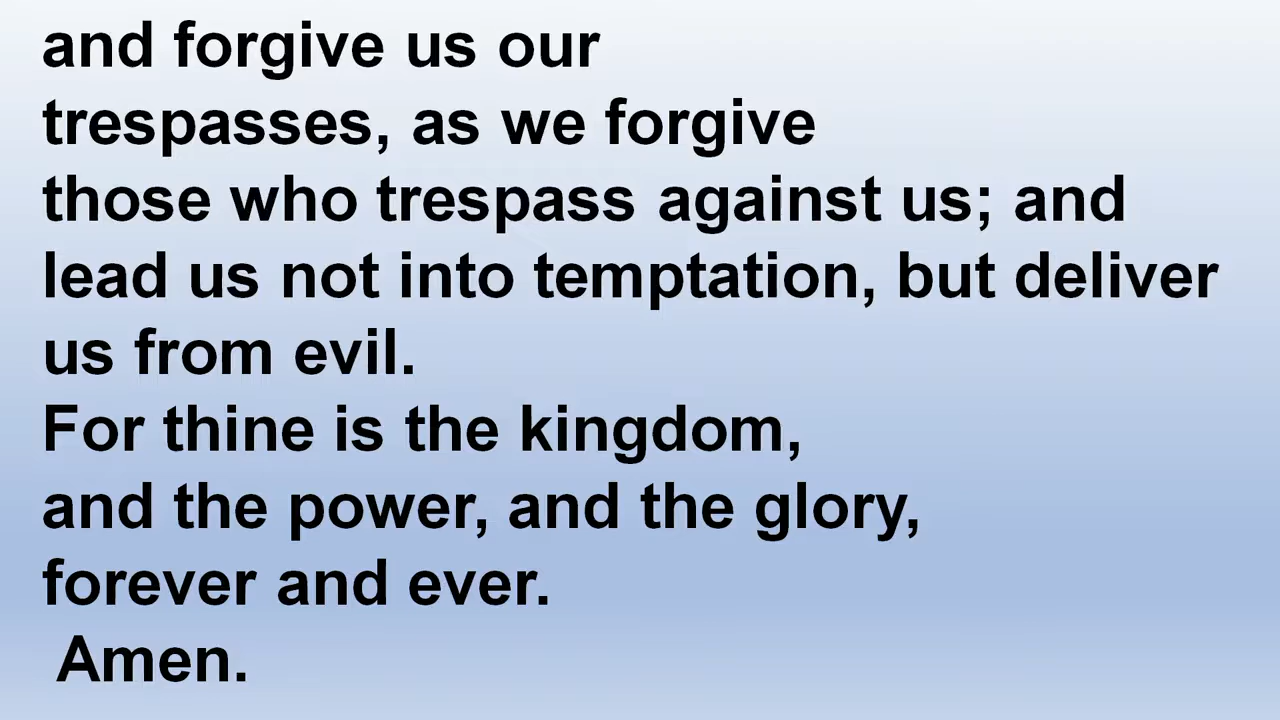 and forgive us our
trespasses, as we forgive
those who trespass against us; and
lead us not into temptation, but deliver
us from evil.
For thine is the kingdom,
and the power, and the glory,
forever and ever.
Amen.